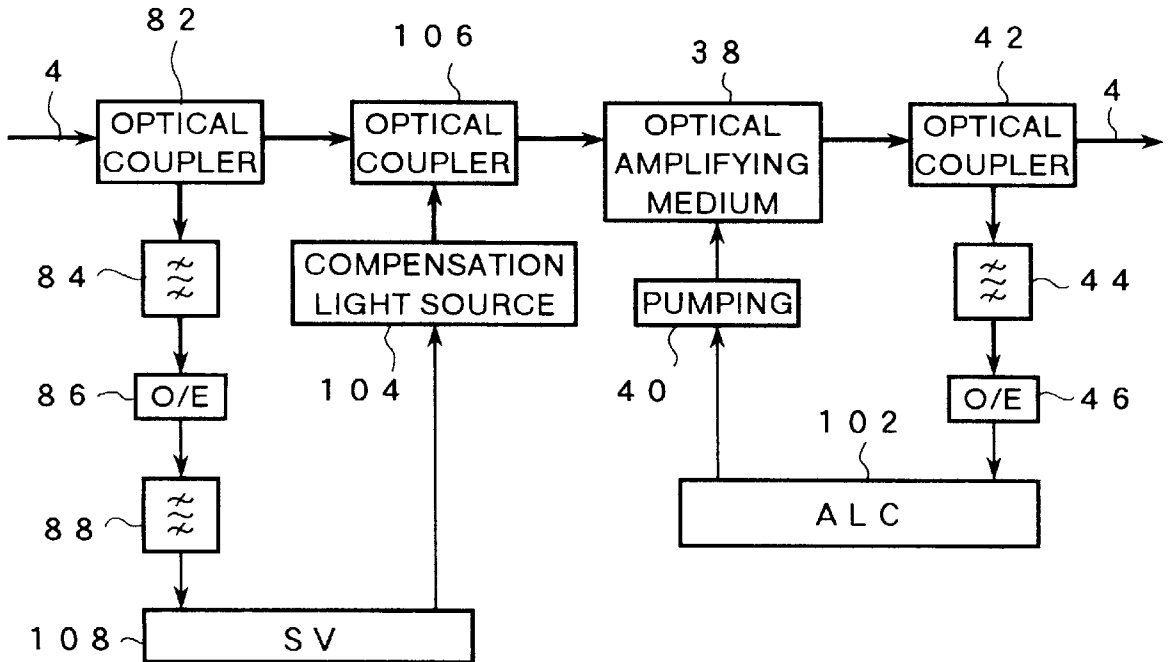 82
106
38
42
4
4
OPTICAL
COUPLER
OPTICAL
COUPLER
OPTICAL
AMPLIFYING
MEDIUM
OPTICAL
COUPLER
84
COMPENSATION
LIGHT SOURCE
PUMPING
44
104
40
86
O/E
O/E
46
102
88
ALC
108
SV